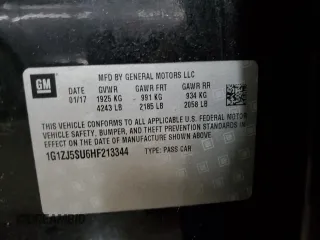 GM
MFD BY GENERAL MOTORS LLC
DATE GVWR GAWR FRT GAWR RR
01/17 1925 KG 991 KG 934 KG
4243 LB 2185 LB 2058 LB
THIS VEHICLE CONFORMS TO ALL APPLICABLE U.S. FEDERAL MOTOR
VEHICLE SAFETY, BUMPER, AND THEFT PREVENTION STANDARDS IN
EFFECT ON THE DATE OF MANUFACTURE SHOWN ABOVE.
1G1ZJ5SU6HF213344 TYPE: PASS CAR